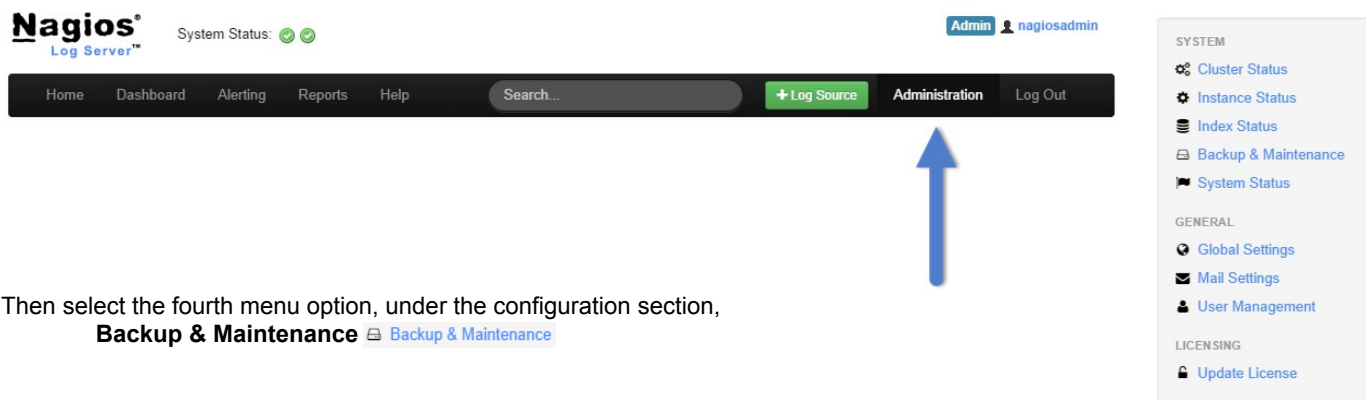 Nagios®
Log Server™
System Status:
Admin nagiosadmin
Home Dashboard Alerting Reports Help Search... +Log Source Administration Log Out
Then select the fourth menu option, under the configuration section,
Backup & Maintenance Backup & Maintenance
SYSTEM
Cluster Status
Instance Status
Index Status
Backup & Maintenance
System Status
GENERAL
Global Settings
Mail Settings
User Management
LICENSING
Update License